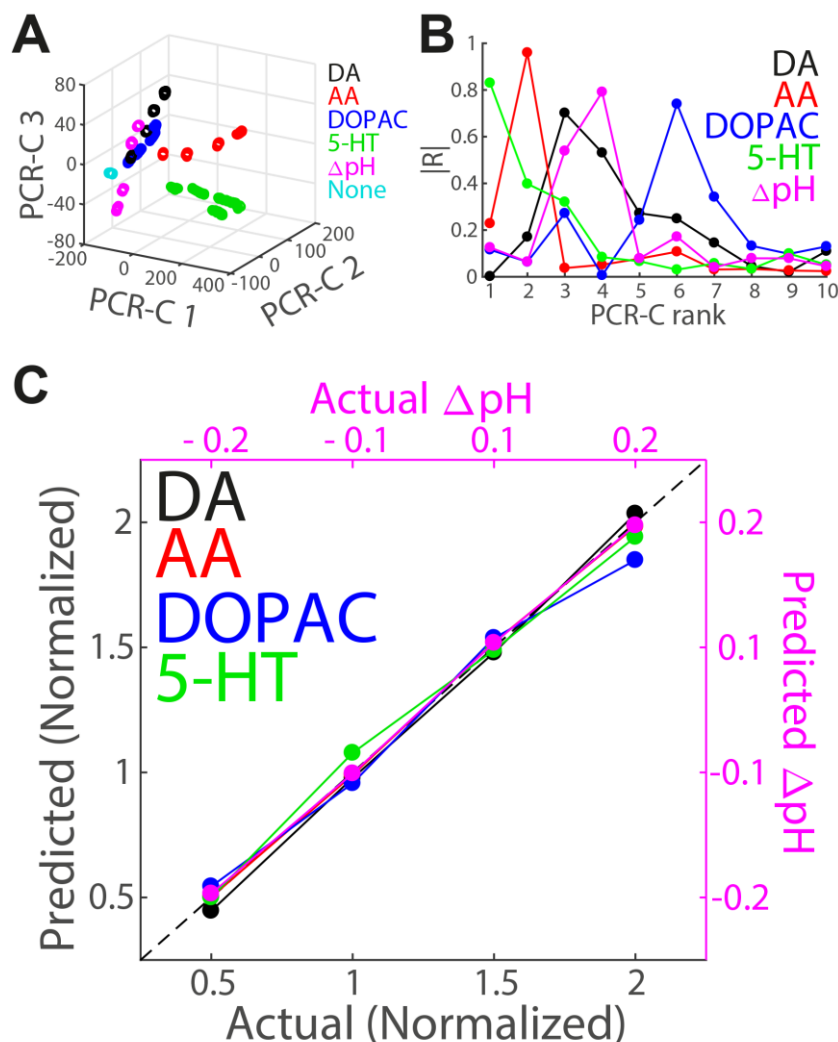 A
PCR-C 3
80
40
0
-40
-80
-200
0
200
400
PCR-C 1
-100
0
100
200
PCR-C 2
DA
AA
DOPAC
5-HT
ΔpH
None
B
|R|
1
0.8
0.6
0.4
0.2
0
1 2 3 4 5 6 7 8 9 10
PCR-C rank
DA
AA
DOPAC
5-HT
ΔpH
C
Actual ΔpH
- 0.2 - 0.1 0.1 0.2
DA
AA
DOPAC
5-HT
Predicted (Normalized)
2
1.5
1
0.5
0.2
0.1
-0.1
-0.2
Predicted ΔpH
0.5 1 1.5 2
Actual (Normalized)